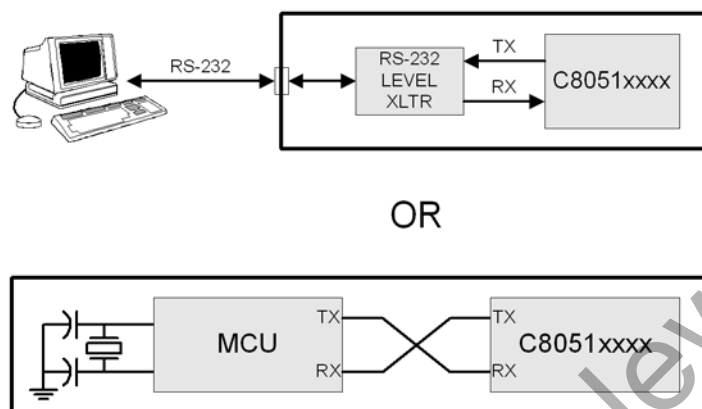 RS-232
RS-232
LEVEL
XLTR
TX
RX
C8051xxxx
OR
MCU
TX
RX
TX
RX
C8051xxxx